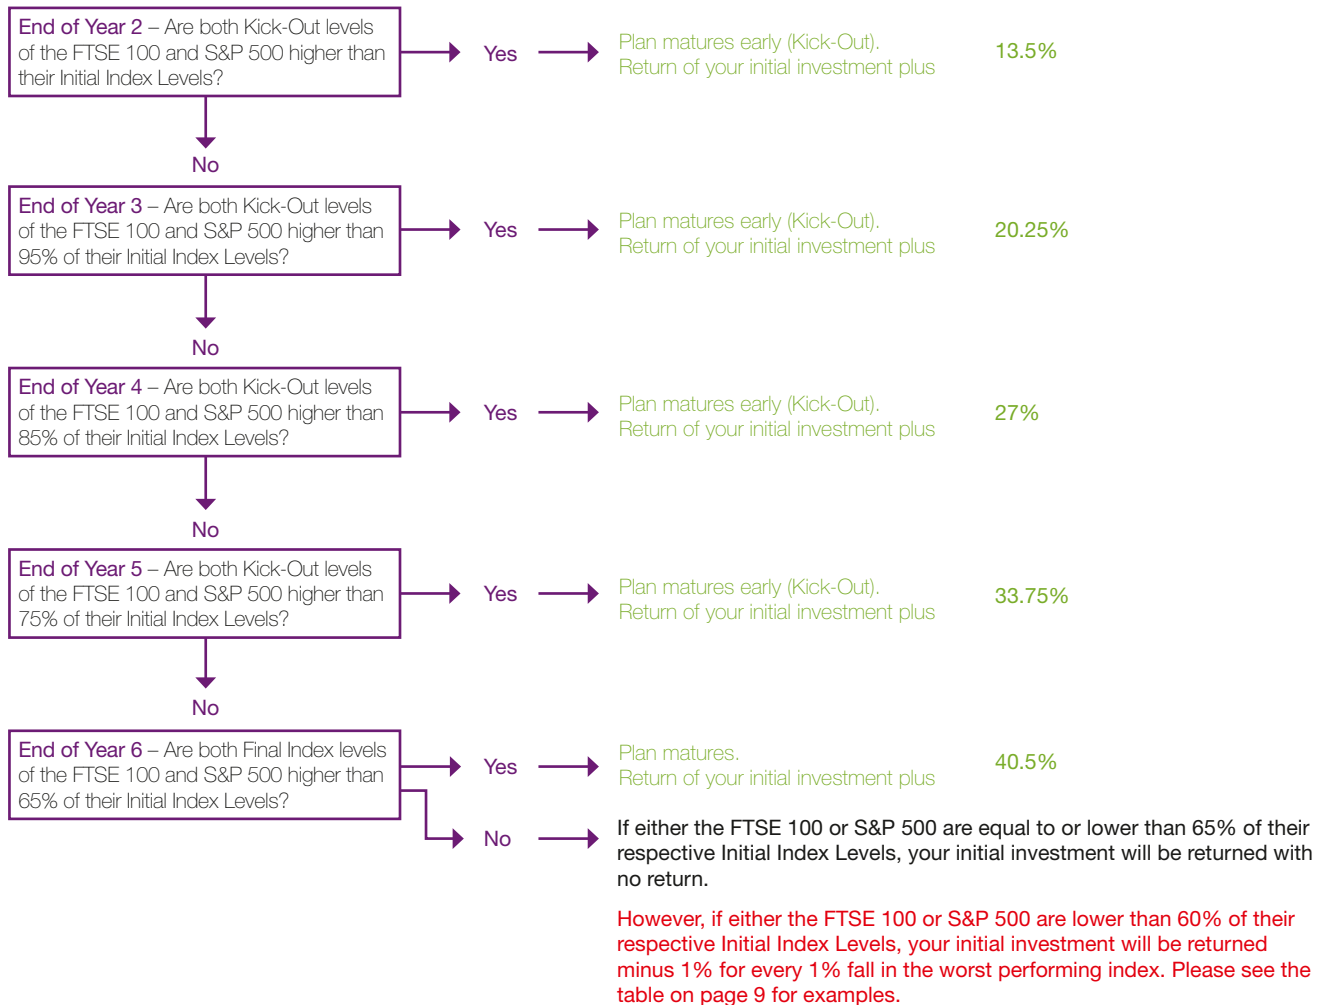 End of Year 2 – Are both Kick-Out levels
of the FTSE 100 and S&P 500 higher than
their Initial Index Levels?
Yes
Plan matures early (Kick-Out).
Return of your initial investment plus
13.5%
No
End of Year 3 – Are both Kick-Out levels
of the FTSE 100 and S&P 500 higher than
95% of their Initial Index Levels?
Yes
Plan matures early (Kick-Out).
Return of your initial investment plus
20.25%
No
End of Year 4 – Are both Kick-Out levels
of the FTSE 100 and S&P 500 higher than
85% of their Initial Index Levels?
Yes
Plan matures early (Kick-Out).
Return of your initial investment plus
27%
No
End of Year 5 – Are both Kick-Out levels
of the FTSE 100 and S&P 500 higher than
75% of their Initial Index Levels?
Yes
Plan matures early (Kick-Out).
Return of your initial investment plus
33.75%
No
End of Year 6 – Are both Final Index levels
of the FTSE 100 and S&P 500 higher than
65% of their Initial Index Levels?
Yes
Plan matures.
Return of your initial investment plus
40.5%
No
If either the FTSE 100 or S&P 500 are equal to or lower than 65% of their
respective Initial Index Levels, your initial investment will be returned with
no return.
However, if either the FTSE 100 or S&P 500 are lower than 60% of their
respective Initial Index Levels, your initial investment will be returned
minus 1% for every 1% fall in the worst performing index. Please see the
table on page 9 for examples.